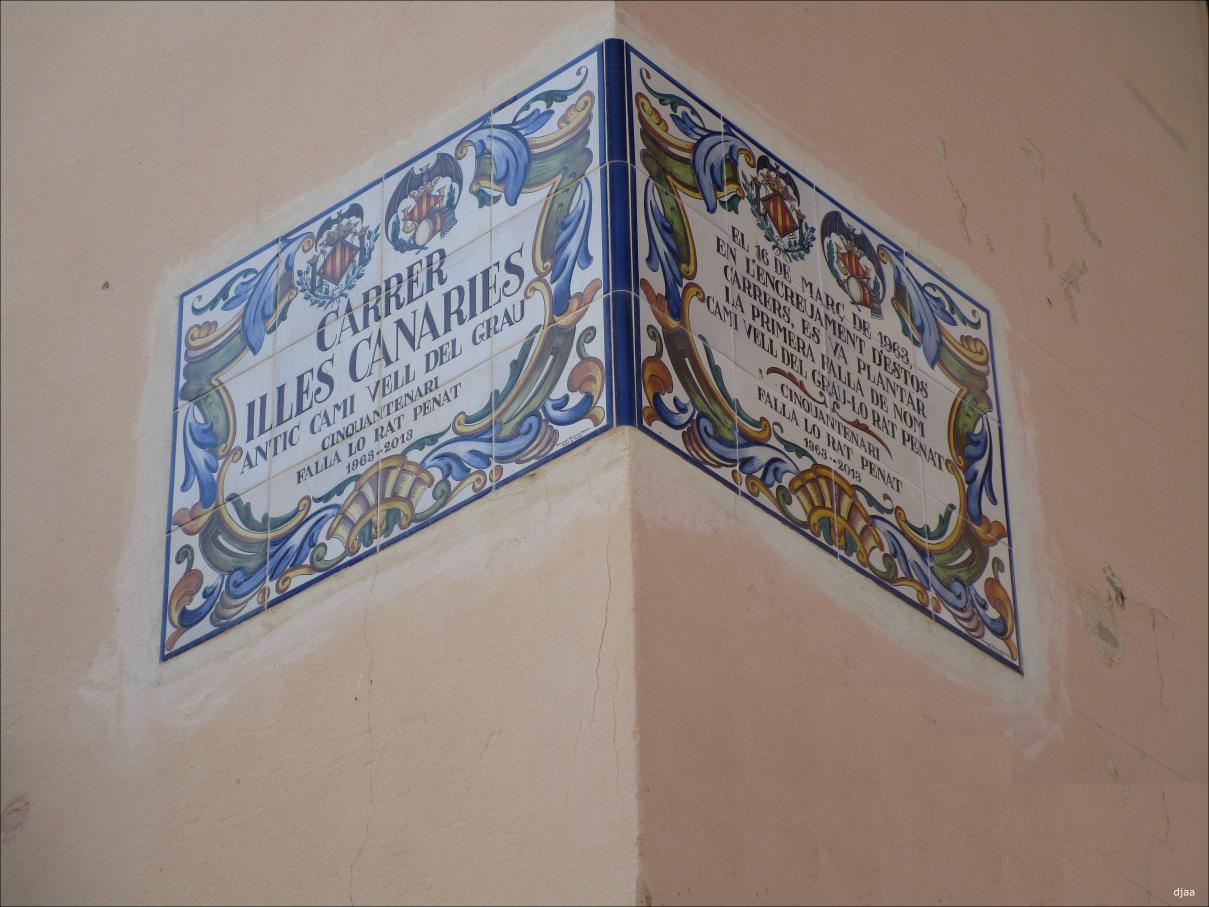 CARRER
ILLES CANARIES
ANTIC CAMI VELL DEL GRAU
CINQUANTENARI
FALLA LO RAT PENAT
1963--2013
EL 16 DE MARÇ DE 1963,
EN L'ENCREUJAMENT D'ESTOS
CARRERS, ES VA PLANTAR
LA PRIMERA FALLA DE NOM
CAMI VELL DEL GRAU-LO RAT PENAT
CINQUANTENARI
FALLA LO RAT PENAT
1963--2013
djaa